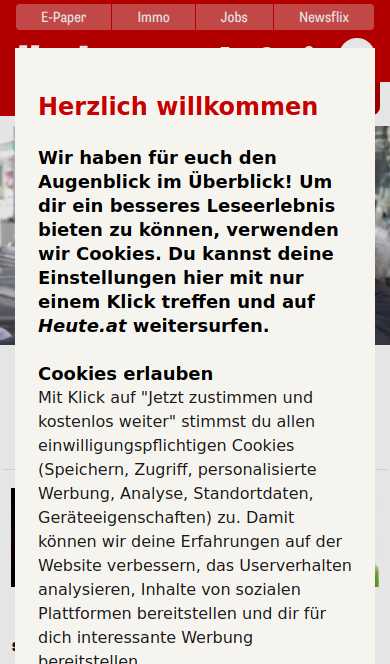 E-Paper Immo Jobs Newsflix
Herzlich willkommen
Wir haben für euch den
Augenblick im Überblick! Um
dir ein besseres Leseerlebnis
bieten zu können, verwenden
wir Cookies. Du kannst deine
Einstellungen hier mit nur
einem Klick treffen und auf
Heute.at weitersurfen.
Cookies erlauben
Mit Klick auf "Jetzt zustimmen und
kostenlos weiter" stimmst du allen
einwilligungspflichtigen Cookies
(Speichern, Zugriff, personalisierte
Werbung, Analyse, Standortdaten,
Geräteeigenschaften) zu. Damit
können wir deine Erfahrungen auf der
Website verbessern, das Userverhalten
analysieren, Inhalte von sozialen
Plattformen bereitstellen und dir für
dich interessante Werbung
bereitstellen